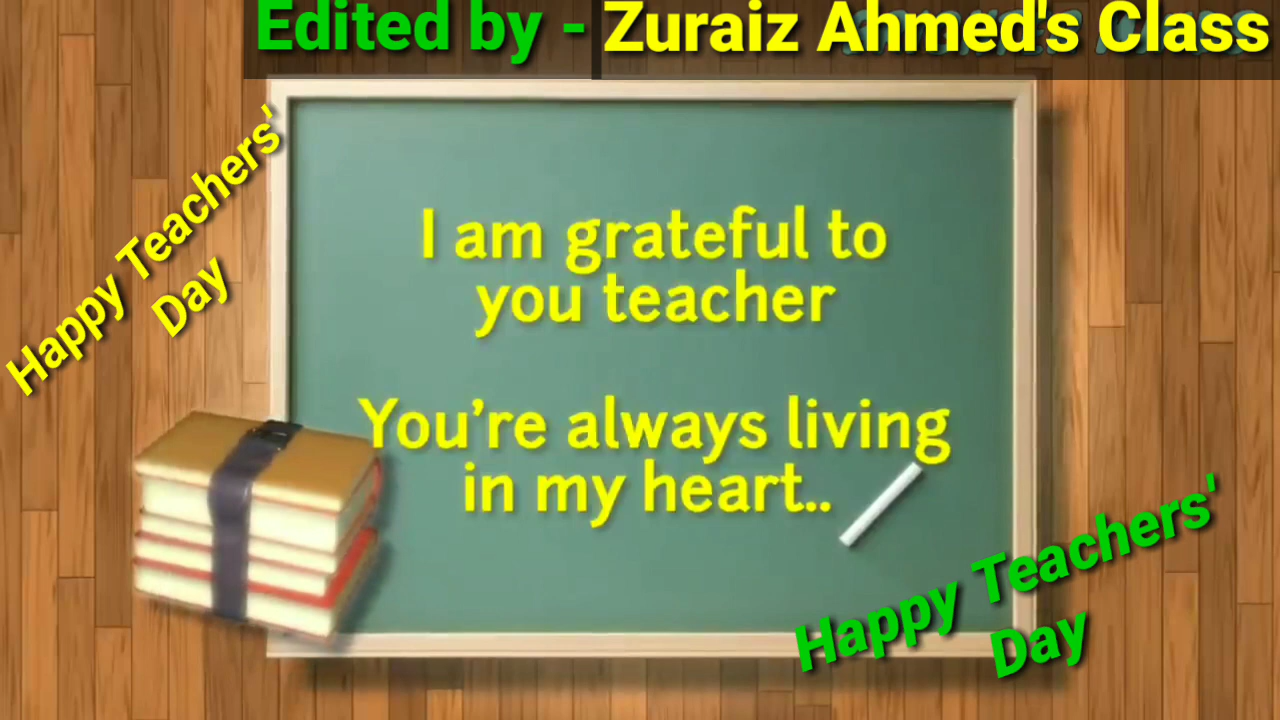 Edited by - Zuraiz Ahmed's Class
Happy Teachers'
Day
I am grateful to
you teacher
You're always living
in my heart..
Happy Teachers'
Day